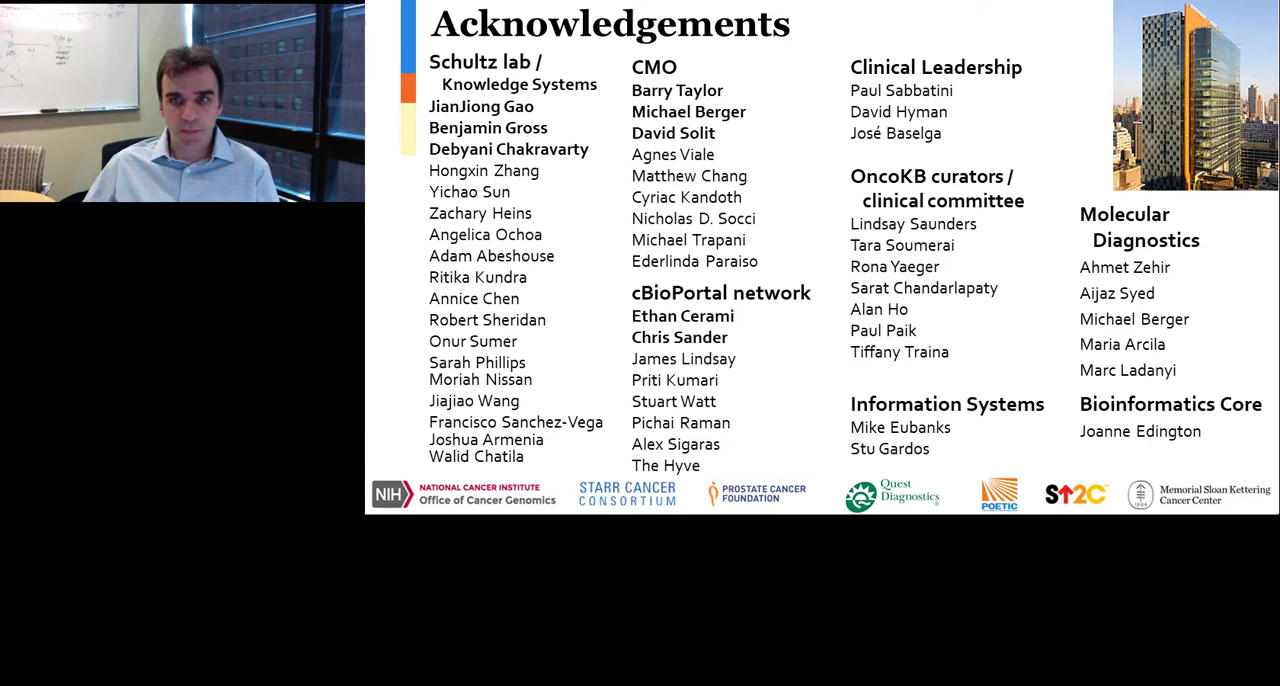 Acknowledgements
Schultz lab /
Knowledge Systems
JianJiong Gao
Benjamin Gross
Debyani Chakravarty
Hongxin Zhang
Yichao Sun
Zachary Heins
Angelica Ochoa
Adam Abeshouse
Ritika Kundra
Annice Chen
Robert Sheridan
Onur Sumer
Sarah Phillips
Moriah Nissan
Jiajiao Wang
Francisco Sanchez-Vega
Joshua Armenia
Walid Chatila
CMO
Barry Taylor
Michael Berger
David Solit
Agnes Viale
Matthew Chang
Cyriac Kandoth
Nicholas D. Socci
Michael Trapani
Ederlinda Paraiso
cBioPortal network
Ethan Cerami
Chris Sander
James Lindsay
Priti Kumari
Stuart Watt
Pichai Raman
Alex Sigaras
The Hyve
Clinical Leadership
Paul Sabbatini
David Hyman
José Baselga
OncoKB curators /
clinical committee
Lindsay Saunders
Tara Soumerai
Rona Yaeger
Sarat Chandarlapaty
Alan Ho
Paul Paik
Tiffany Traina
Information Systems
Mike Eubanks
Stu Gardos
Molecular
Diagnostics
Ahmet Zehir
Aijaz Syed
Michael Berger
Maria Arcila
Marc Ladanyi
Bioinformatics Core
Joanne Edington
NIH
NATIONAL CANCER INSTITUTE
Office of Cancer Genomics
STARR CANCER
CONSORTIUM
PROSTATE CANCER
FOUNDATION
Quest
Diagnostics
POETIC
S↑2C
Memorial Sloan Kettering
Cancer Center